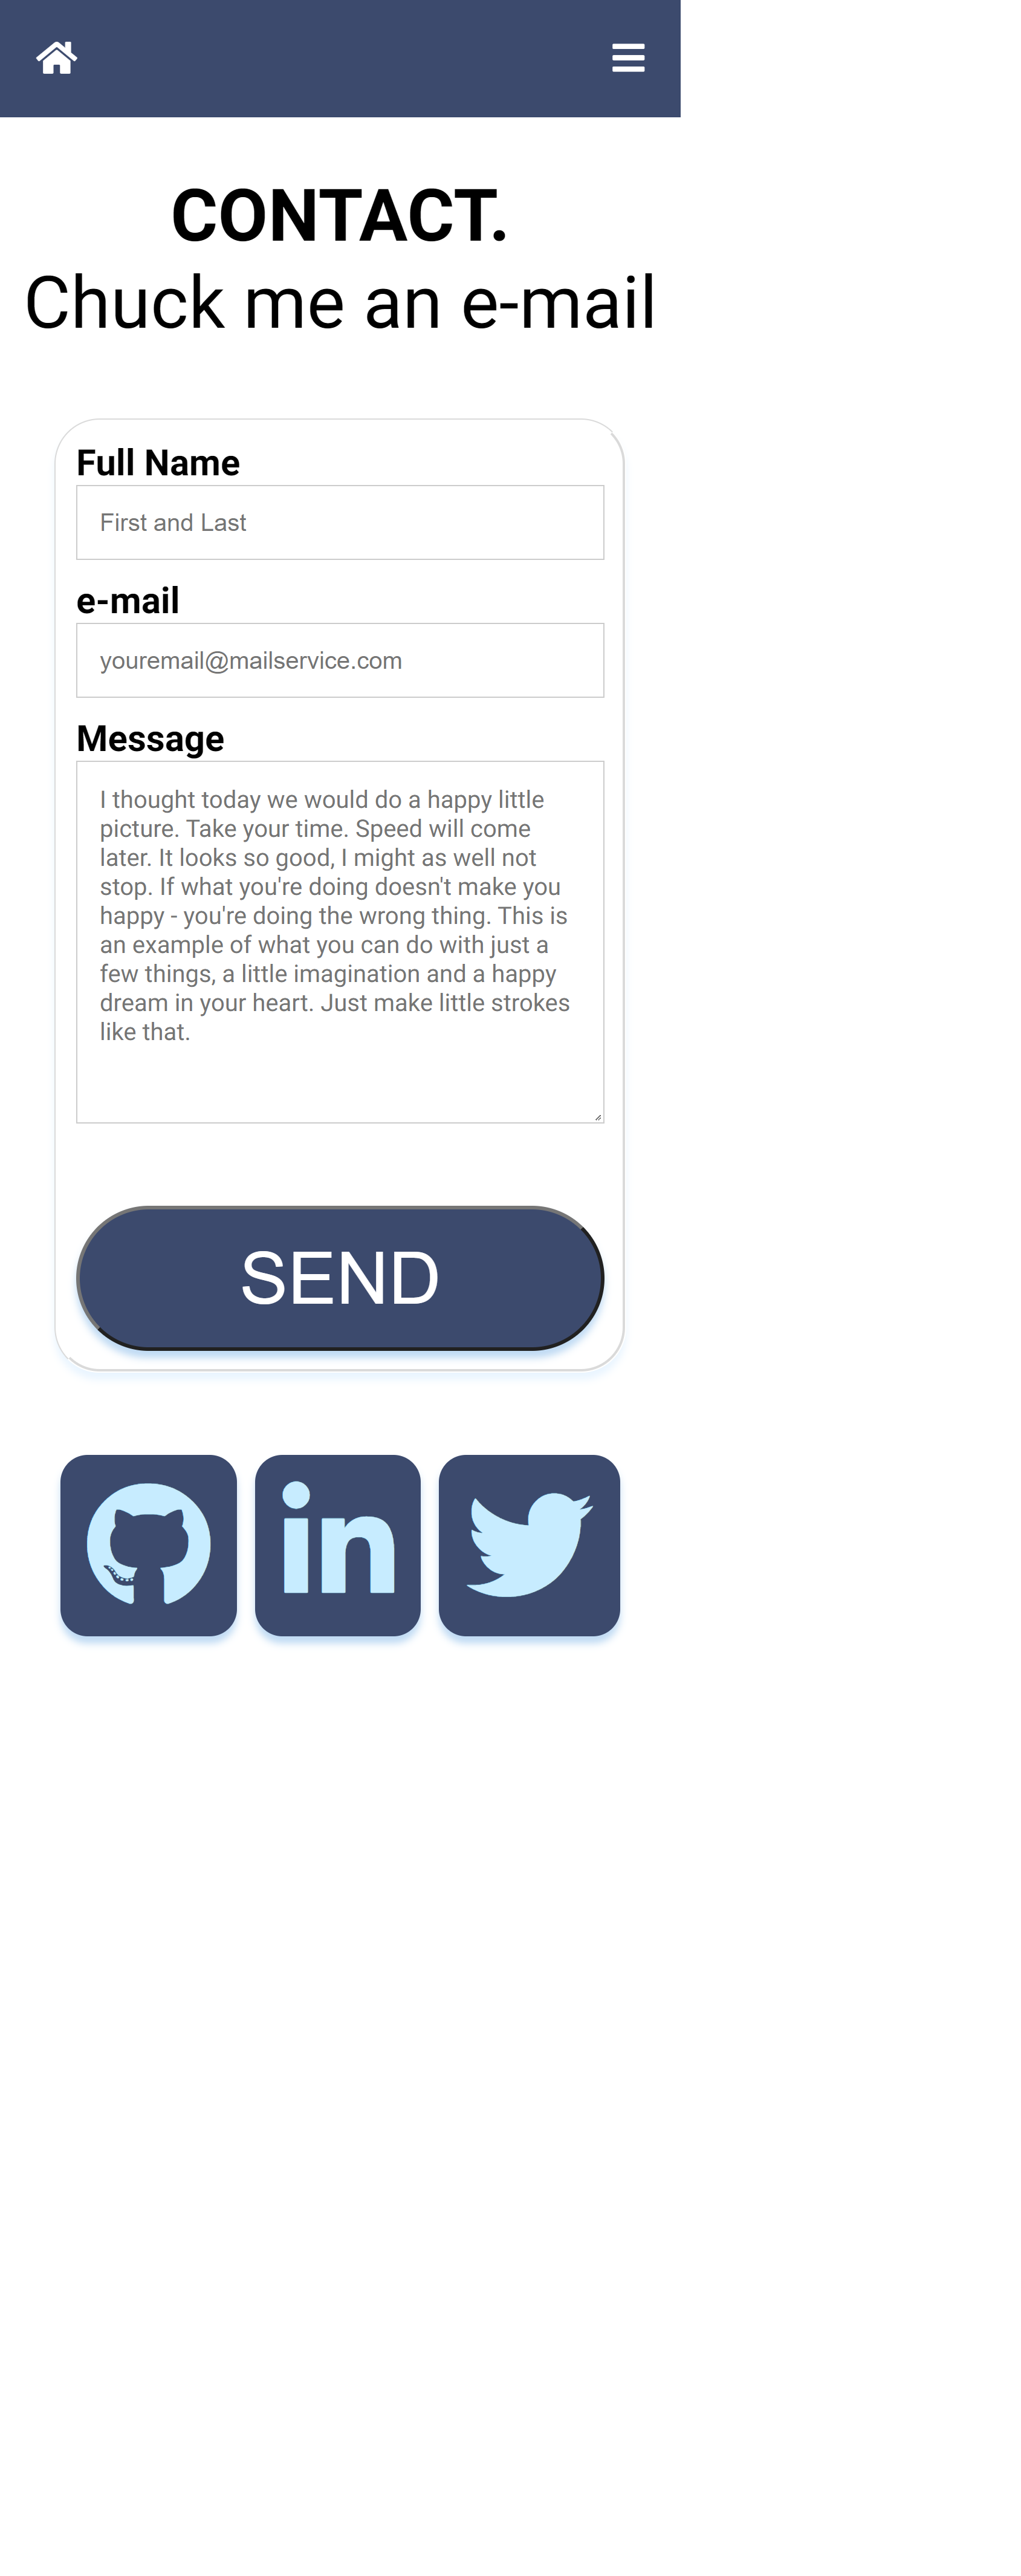 CONTACT.
Chuck me an e-mail
Full Name
First and Last
e-mail
youremail@mailservice.com
Message
I thought today we would do a happy little
picture. Take your time. Speed will come
later. It looks so good, I might as well not
stop. If what you're doing doesn't make you
happy - you're doing the wrong thing. This is
an example of what you can do with just a
few things, a little imagination and a happy
dream in your heart. Just make little strokes
like that.
SEND
in